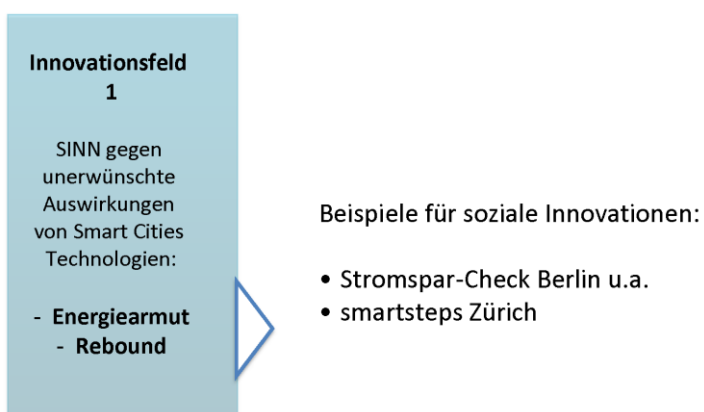 Innovationsfeld
1
SINN gegen
unerwünschte
Auswirkungen
von Smart Cities
Technologien:
- Energiearmut
- Rebound
Beispiele für soziale Innovationen:
• Stromspar-Check Berlin u.a.
• smartsteps Zürich